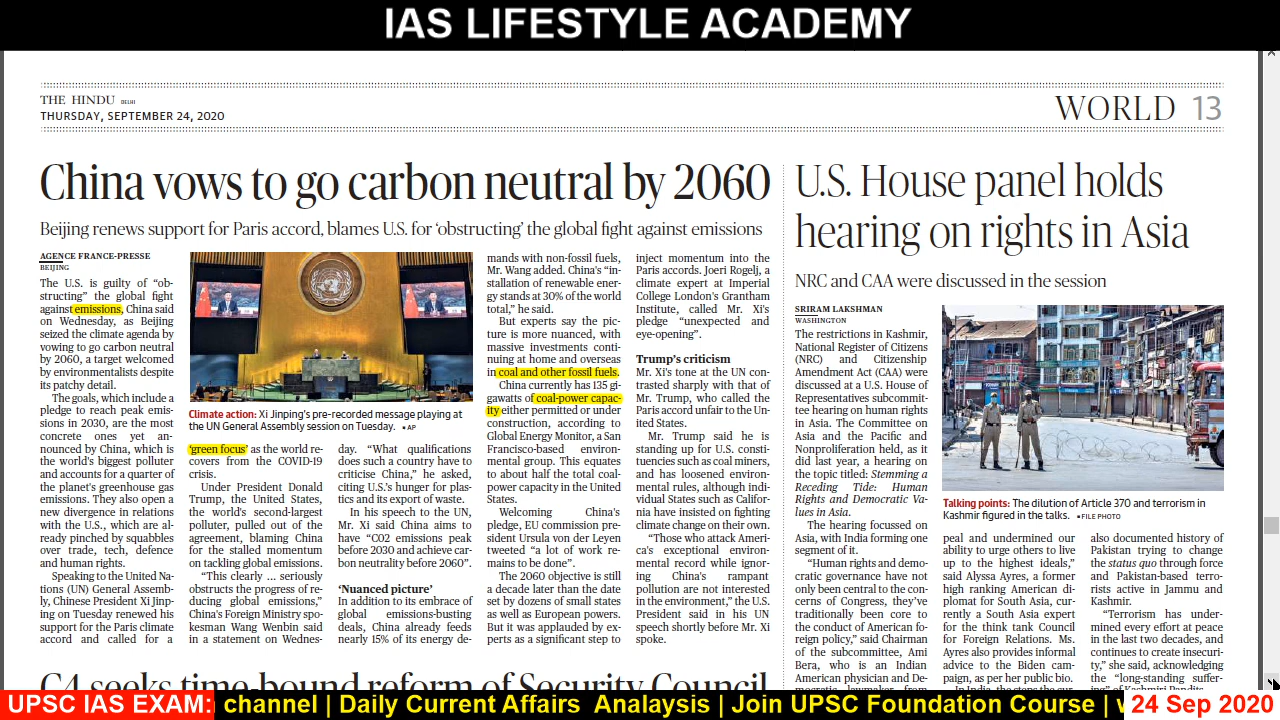 IAS LIFESTYLE ACADEMY
THE HINDU DELHI
THURSDAY, SEPTEMBER 24, 2020
WORLD 13
China vows to go carbon neutral by 2060
Beijing renews support for Paris accord, blames U.S. for ‘obstructing’ the global fight against emissions
AGENCE FRANCE-PRESSE
BEIJING
The U.S. is guilty of “ob-
structing” the global fight
against emissions, China said
on Wednesday, as Beijing
seized the climate agenda by
vowing to go carbon neutral
by 2060, a target welcomed
by environmentalists despite
its patchy detail.
The goals, which include a
pledge to reach peak emis-
sions in 2030, are the most
concrete ones yet an-
nounced by China, which is
the world's biggest polluter
and accounts for a quarter of
the planet's greenhouse gas
emissions. They also open a
new divergence in relations
with the U.S., which are al-
ready pinched by squabbles
over trade, tech, defence
and human rights.
Speaking to the United Na-
tions (UN) General Assemb-
ly, Chinese President Xi Jinp-
ing on Tuesday renewed his
support for the Paris climate
accord and called for a
Climate action: Xi Jinping's pre-recorded message playing at
the UN General Assembly session on Tuesday. ▪ AP
‘green focus’ as the world re-
covers from the COVID-19
crisis.
Under President Donald
Trump, the United States,
the world's second-largest
polluter, pulled out of the
agreement, blaming China
for the stalled momentum
on tackling global emissions.
“This clearly ... seriously
obstructs the progress of re-
ducing global emissions,”
China's Foreign Ministry spo-
kesman Wang Wenbin said
in a statement on Wednes-
day. “What qualifications
does such a country have to
criticise China,” he asked,
citing U.S.'s hunger for plas-
tics and its export of waste.
In his speech to the UN,
Mr. Xi said China aims to
have “CO2 emissions peak
before 2030 and achieve car-
bon neutrality before 2060”.
‘Nuanced picture’
In addition to its embrace of
global emissions-busting
deals, China already feeds
nearly 15% of its energy de-
mands with non-fossil fuels,
Mr. Wang added. China's “in-
stallation of renewable ener-
gy stands at 30% of the world
total,” he said.
But experts say the pic-
ture is more nuanced, with
massive investments conti-
nuing at home and overseas
in coal and other fossil fuels.
China currently has 135 gi-
gawatts of coal-power capac-
ity either permitted or under
construction, according to
Global Energy Monitor, a San
Francisco-based environ-
mental group. This equates
to about half the total coal-
power capacity in the United
States.
Welcoming China's
pledge, EU commission pre-
sident Ursula von der Leyen
tweeted “a lot of work re-
mains to be done”.
The 2060 objective is still
a decade later than the date
set by dozens of small states
as well as European powers.
But it was applauded by ex-
perts as a significant step to
inject momentum into the
Paris accords. Joeri Rogelj, a
climate expert at Imperial
College London's Grantham
Institute, called Mr. Xi's
pledge “unexpected and
eye-opening”.
Trump's criticism
Mr. Xi's tone at the UN con-
trasted sharply with that of
Mr. Trump, who called the
Paris accord unfair to the Un-
ited States.
Mr. Trump said he is
standing up for U.S. consti-
tuencies such as coal miners,
and has loosened environ-
mental rules, although indi-
vidual States such as Califor-
nia have insisted on fighting
climate change on their own.
“Those who attack Ameri-
ca's exceptional environ-
mental record while ignor-
ing China's rampant
pollution are not interested
in the environment,” the U.S.
President said in his UN
speech shortly before Mr. Xi
spoke.
U.S. House panel holds
hearing on rights in Asia
NRC and CAA were discussed in the session
SRIRAM LAKSHMAN
WASHINGTON
The restrictions in Kashmir,
National Register of Citizens
(NRC) and Citizenship
Amendment Act (CAA) were
discussed at a U.S. House of
Representatives subcommit-
tee hearing on human rights
in Asia. The Committee on
Asia and the Pacific and
Nonproliferation held, as it
did last year, a hearing on
the topic titled: Stemming a
Receding Tide: Human
Rights and Democratic Va-
lues in Asia.
The hearing focussed on
Asia, with India forming one
segment of it.
“Human rights and demo-
cratic governance have not
only been central to the con-
cerns of Congress, they've
traditionally been core to
the conduct of American fo-
reign policy,” said Chairman
of the subcommittee, Ami
Bera, who is an Indian
American physician and De-
mocratic lawmaker from
Talking points: The dilution of Article 370 and terrorism in
Kashmir figured in the talks. ▪ FILE PHOTO
peal and undermined our
ability to urge others to live
up to the highest ideals,”
said Alyssa Ayres, a former
high ranking American di-
plomat for South Asia, cur-
rently a South Asia expert
for the think tank Council
for Foreign Relations. Ms.
Ayres also provides informal
advice to the Biden cam-
paign, as per her public bio.
In India, the steps the gov-
also documented history of
Pakistan trying to change
the status quo through force
and Pakistan-based terro-
rists active in Jammu and
Kashmir.
“Terrorism has under-
mined every effort at peace
in the last two decades, and
continues to create insecuri-
ty,” she said, acknowledging
the “long-standing suffer-
ing” of Kashmiri Pandits
G4 seeks time-bound reform of Security Council
UPSC IAS EXAM: channel | Daily Current Affairs Analaysis | Join UPSC Foundation Course | 24 Sep 2020